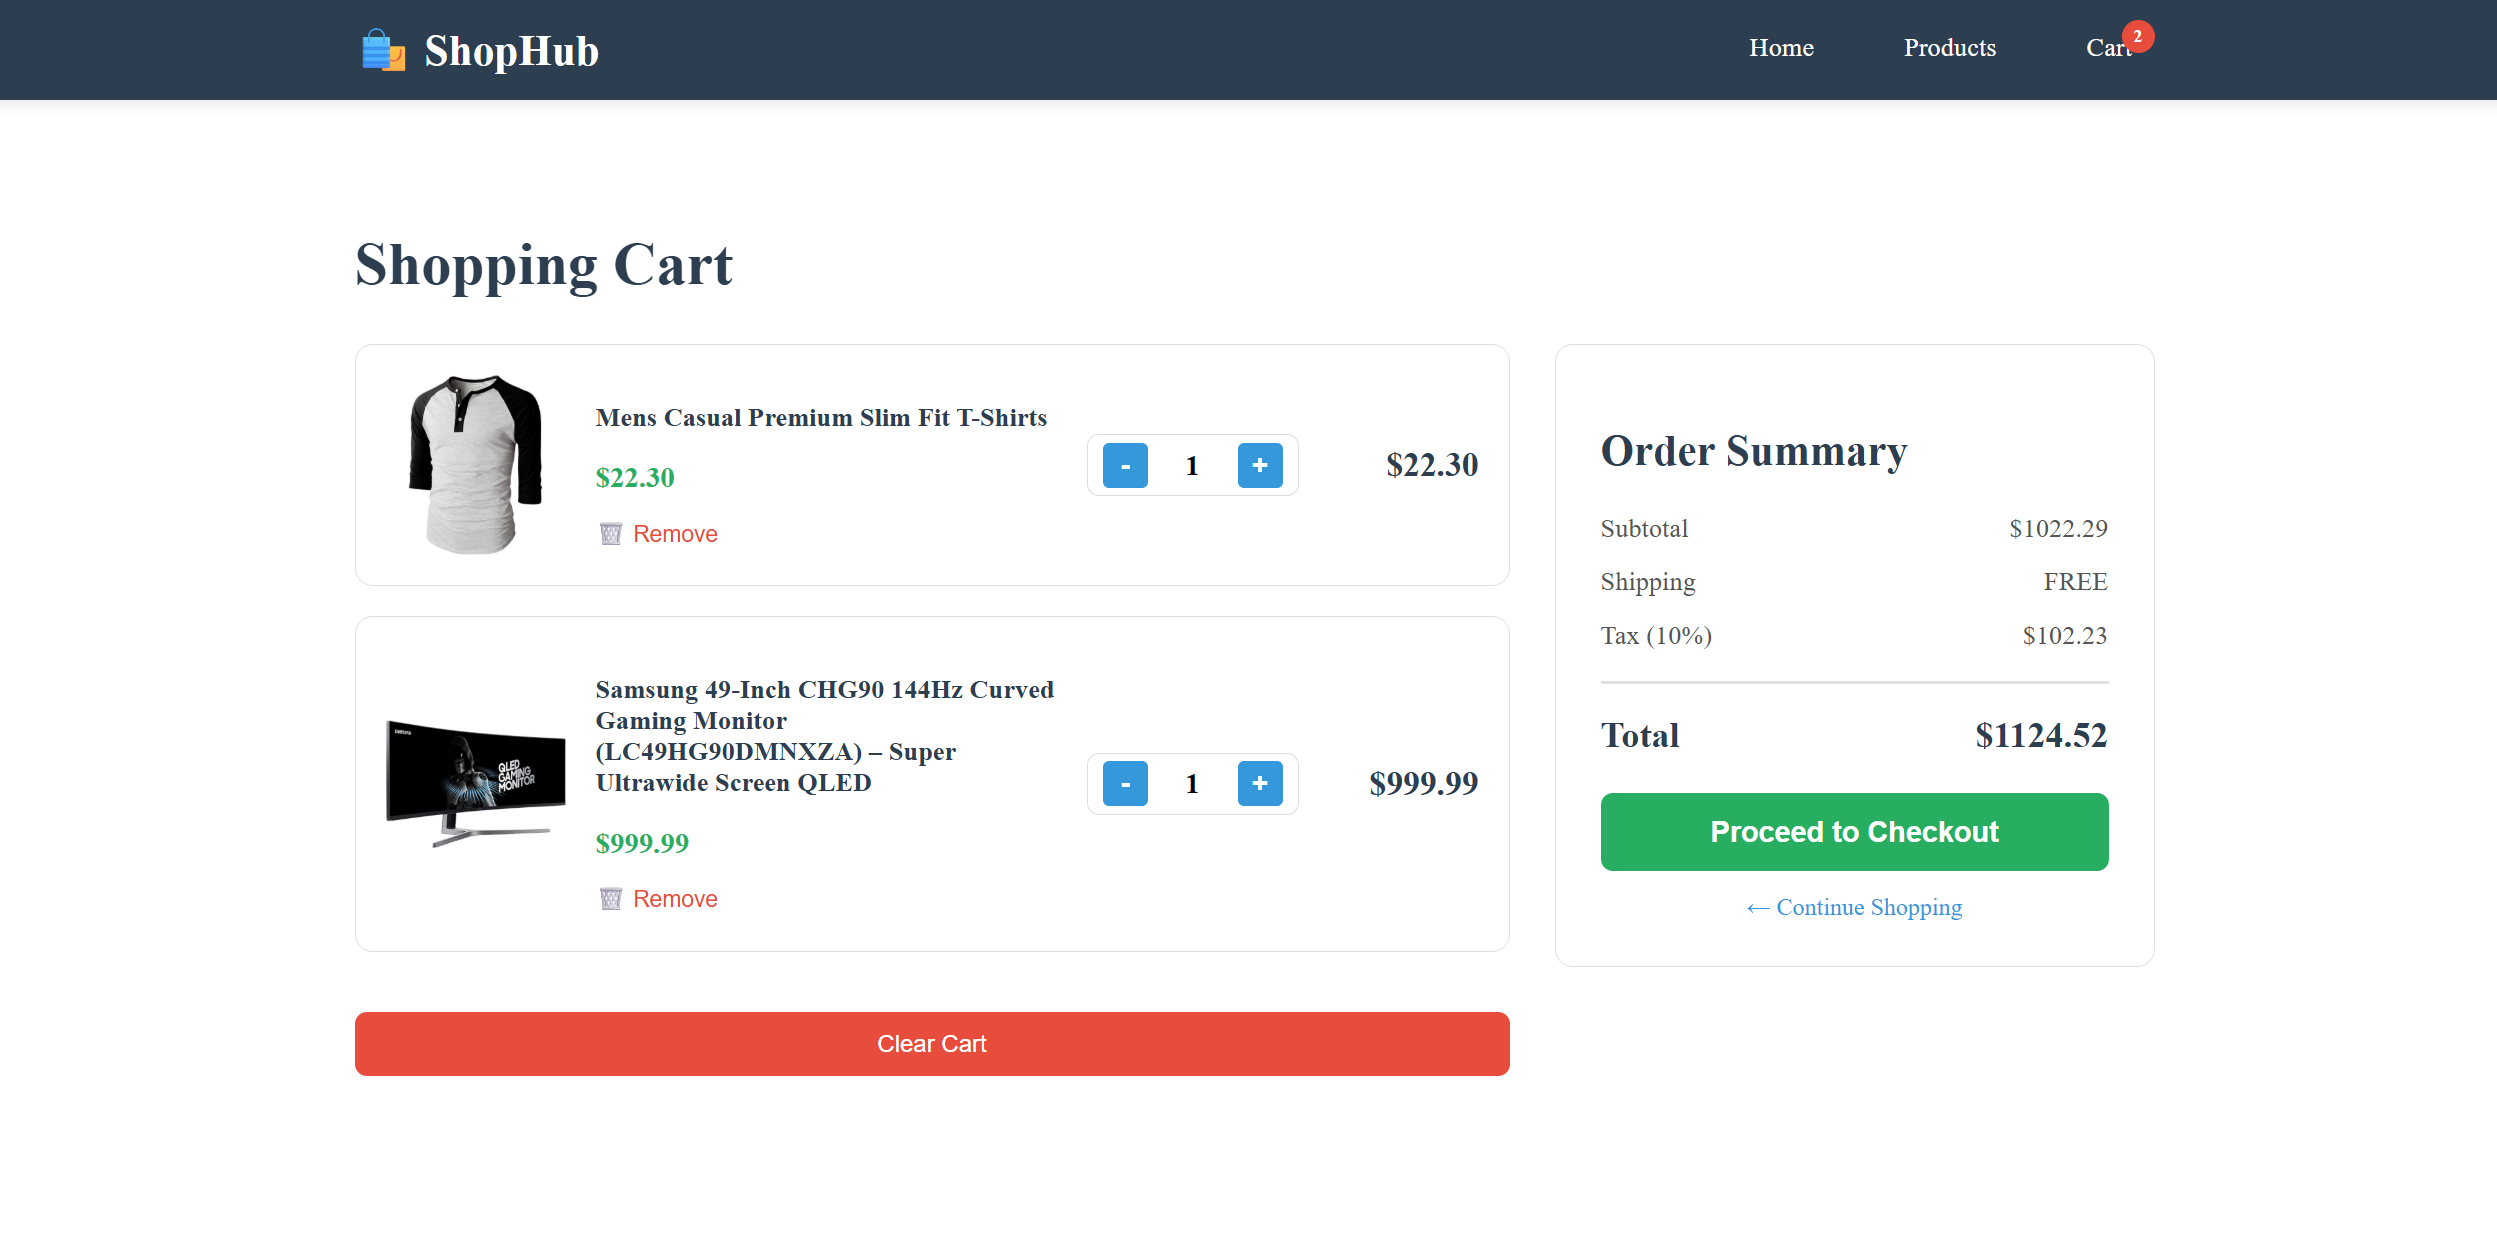 ShopHub
Home
Products
Cart
2
Shopping Cart
Mens Casual Premium Slim Fit T-Shirts
$22.30
Remove
-
1
+
$22.30
SAMSUNG
QLED
GAMING
MONITOR
Samsung 49-Inch CHG90 144Hz Curved
Gaming Monitor
(LC49HG90DMNXZA) – Super
Ultrawide Screen QLED
$999.99
Remove
-
1
+
$999.99
Clear Cart
Order Summary
Subtotal $1022.29
Shipping FREE
Tax (10%) $102.23
Total $1124.52
Proceed to Checkout
← Continue Shopping